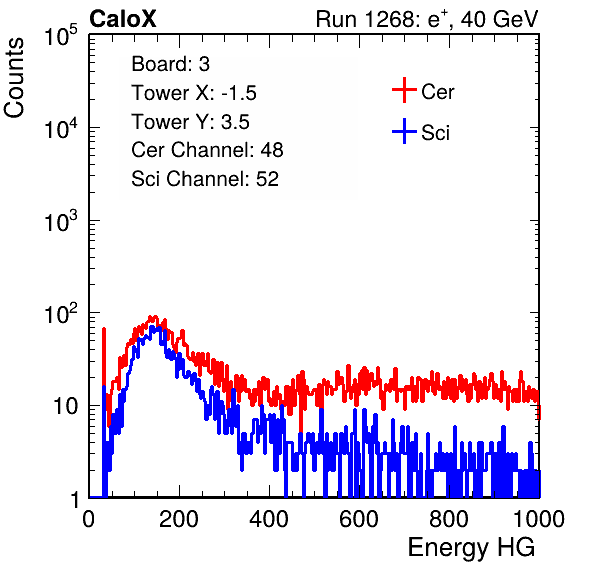 CaloX Run 1268: e⁺, 40 GeV
Counts
10⁵
10⁴
10³
10²
10
1
Board: 3
Tower X: -1.5
Tower Y: 3.5
Cer Channel: 48
Sci Channel: 52
Cer
Sci
0 200 400 600 800 1000
Energy HG